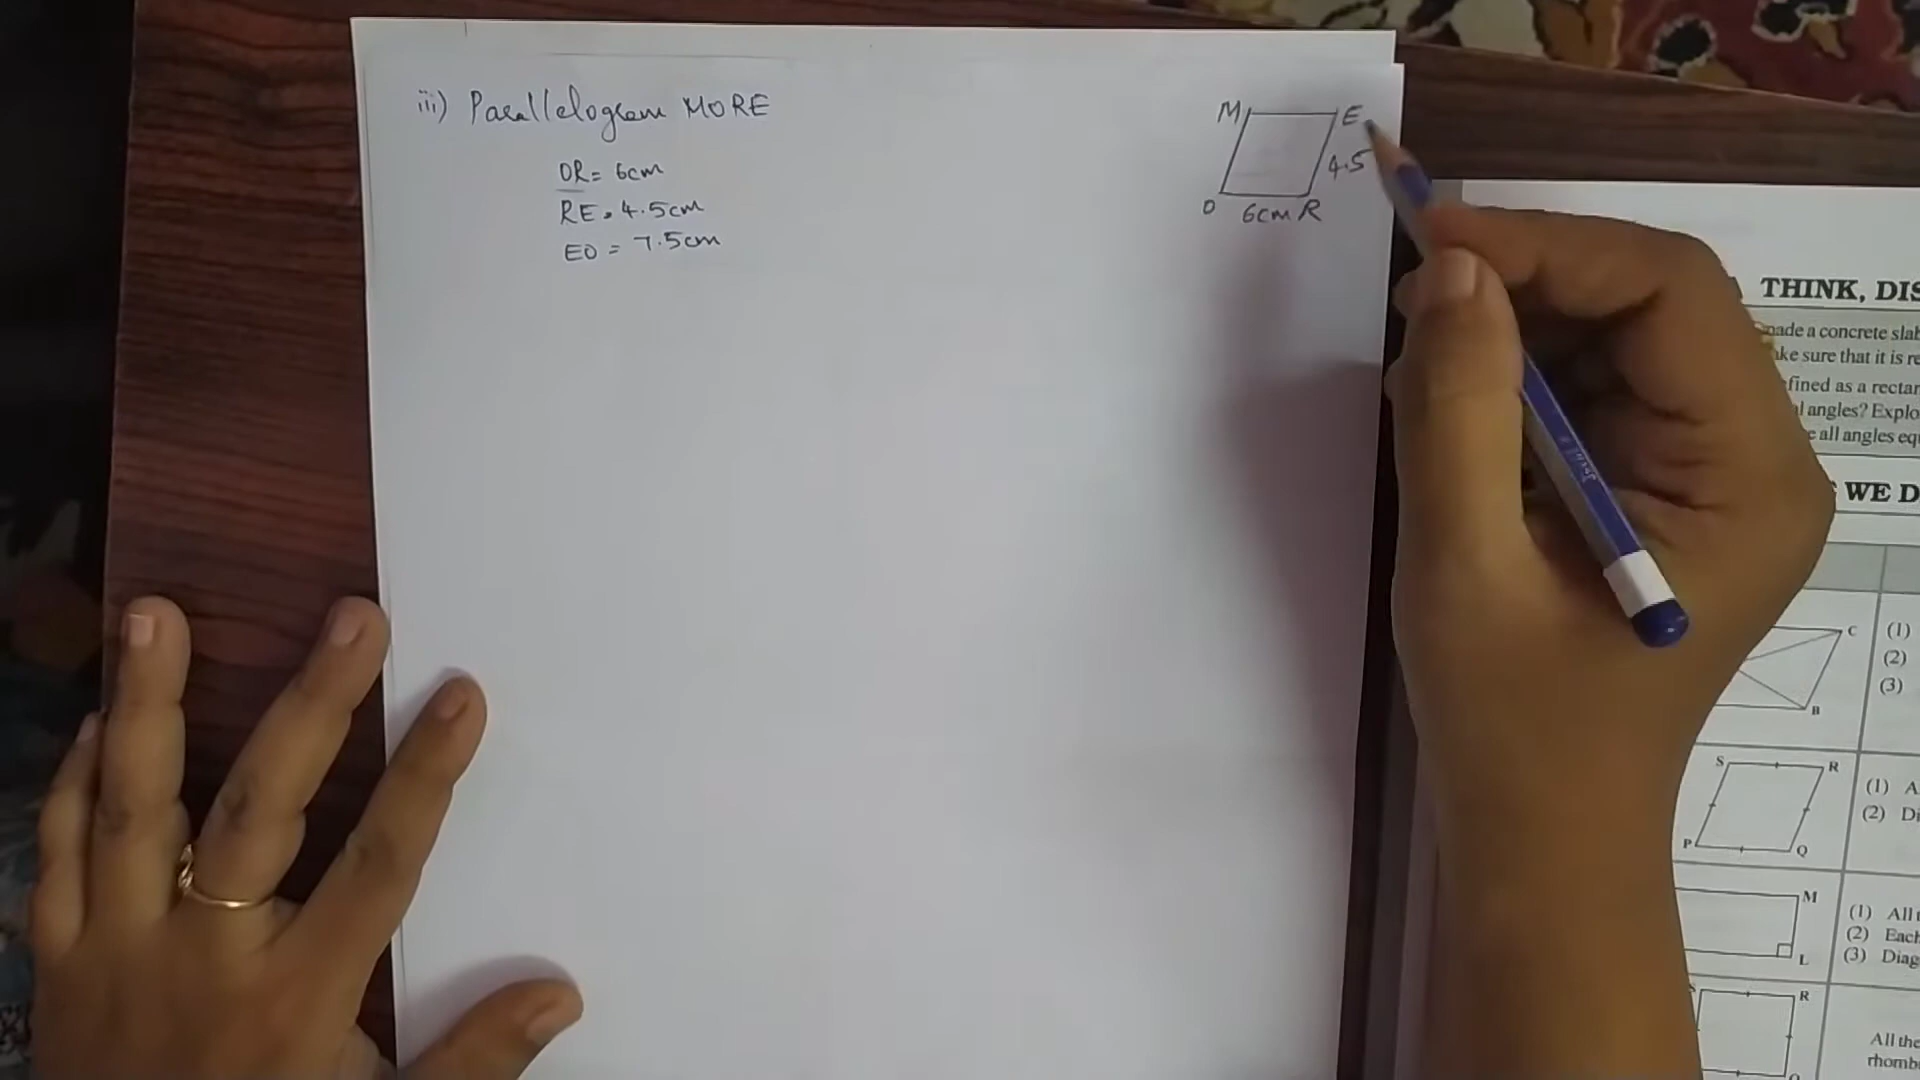 iii) Parallelogram MORE
OR = 6cm
RE = 4.5cm
EO = 7.5cm
M E
4.5
O 6cm R
THINK, DIS
made a concrete slab
ke sure that it is re
fined as a rectan
l angles? Explo
e all angles equ
WE D
C
B
(1)
(2)
(3)
S R
P Q
(1) A
(2) Di
M
L
(1) All t
(2) Each
(3) Diag
S R
Q
All the
rhomb